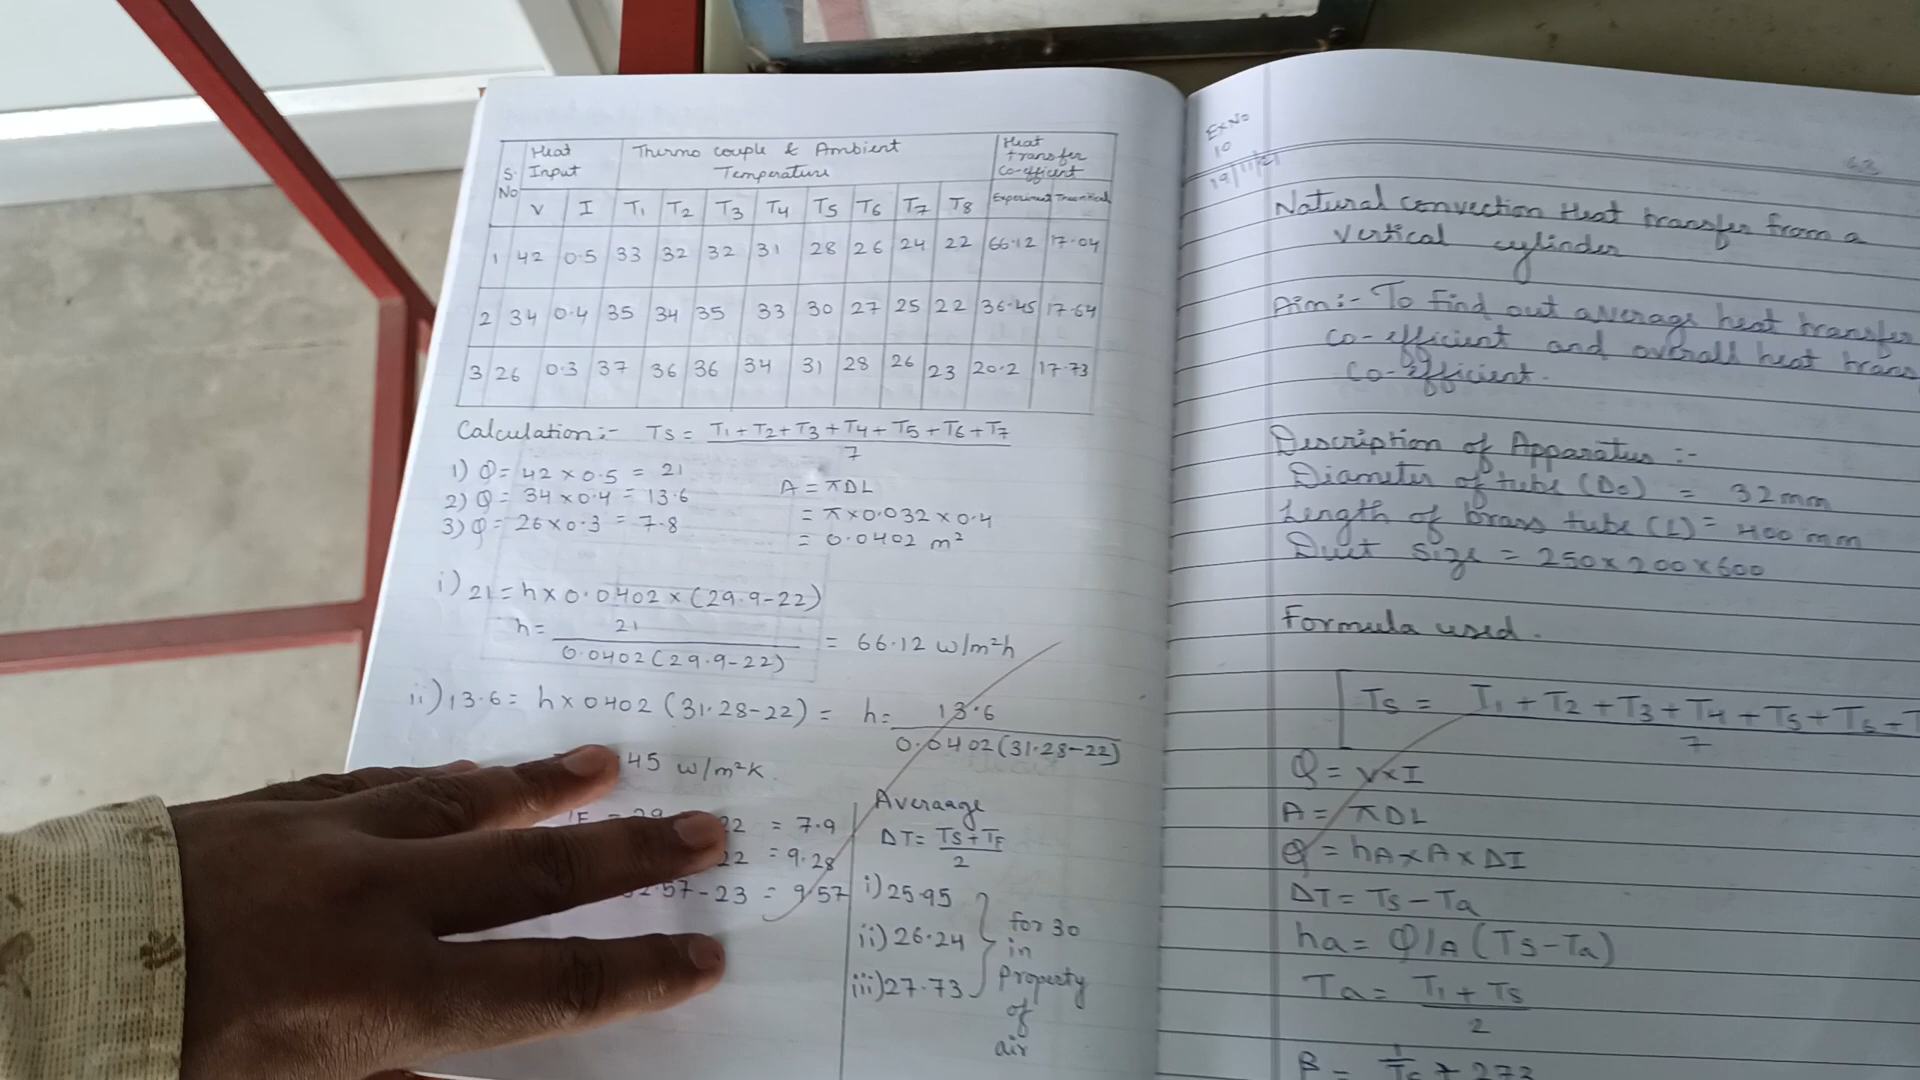 S. No | Heat Input | Thermo couple & Ambient Temperature | Heat transfer co-efficient
V | I | T1 | T2 | T3 | T4 | T5 | T6 | T7 | T8 | Experimental | Theoretical
1 | 42 | 0.5 | 33 | 32 | 32 | 31 | 28 | 26 | 24 | 22 | 66.12 | 17.04
2 | 34 | 0.4 | 35 | 34 | 35 | 33 | 30 | 27 | 25 | 22 | 36.45 | 17.64
3 | 26 | 0.3 | 37 | 36 | 36 | 34 | 31 | 28 | 26 | 23 | 20.2 | 17.73
Calculation:- TS = T1+T2+T3+T4+T5+T6+T7 / 7
1) Q = 42 × 0.5 = 21
2) Q = 34 × 0.4 = 13.6
3) Q = 26 × 0.3 = 7.8
A = πDL
= π×0.032×0.4
= 0.0402 m²
i) 21 = h × 0.0402 × (29.9-22)
h = 21 / 0.0402(29.9-22) = 66.12 w/m²h
ii) 13.6 = h × 0402 (31.28-22) = h = 13.6 / 0.0402(31.28-22)
45 w/m²k.
22 = 7.9
22 = 9.28
57-23 = 9.57
Averaage
ΔT = TS+TF / 2
i) 25.95
ii) 26.24
iii) 27.73
for 30
in
Property
of
air
Ex No
10
63
Natural convection Heat transfer from a
vertical cylinder
Aim:- To find out average heat transfer
co-efficient and overall heat trans
co-efficient.
Description of Apparatus :-
Diameter of tube (D0) = 32mm
Length of brass tube (L) = 400 mm
Duct size = 250×200×600
Formula used.
Ts = T1 + T2 + T3 + T4 + T5 + T6 + T / 7
Q = V×I
A = πDL
Q = hA×A×ΔT
ΔT = Ts - Ta
ha = Q/A (Ts-Ta)
Ta = T1 + T5 / 2
β = 1
+ 273